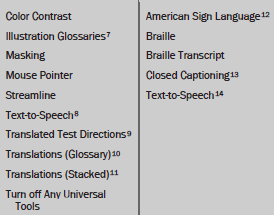 Color Contrast
Illustration Glossaries7
Masking
Mouse Pointer
Streamline
Text-to-Speech8
Translated Test Directions9
Translations (Glossary)10
Translations (Stacked)11
Turn off Any Universal
Tools
American Sign Language12
Braille
Braille Transcript
Closed Captioning13
Text-to-Speech14